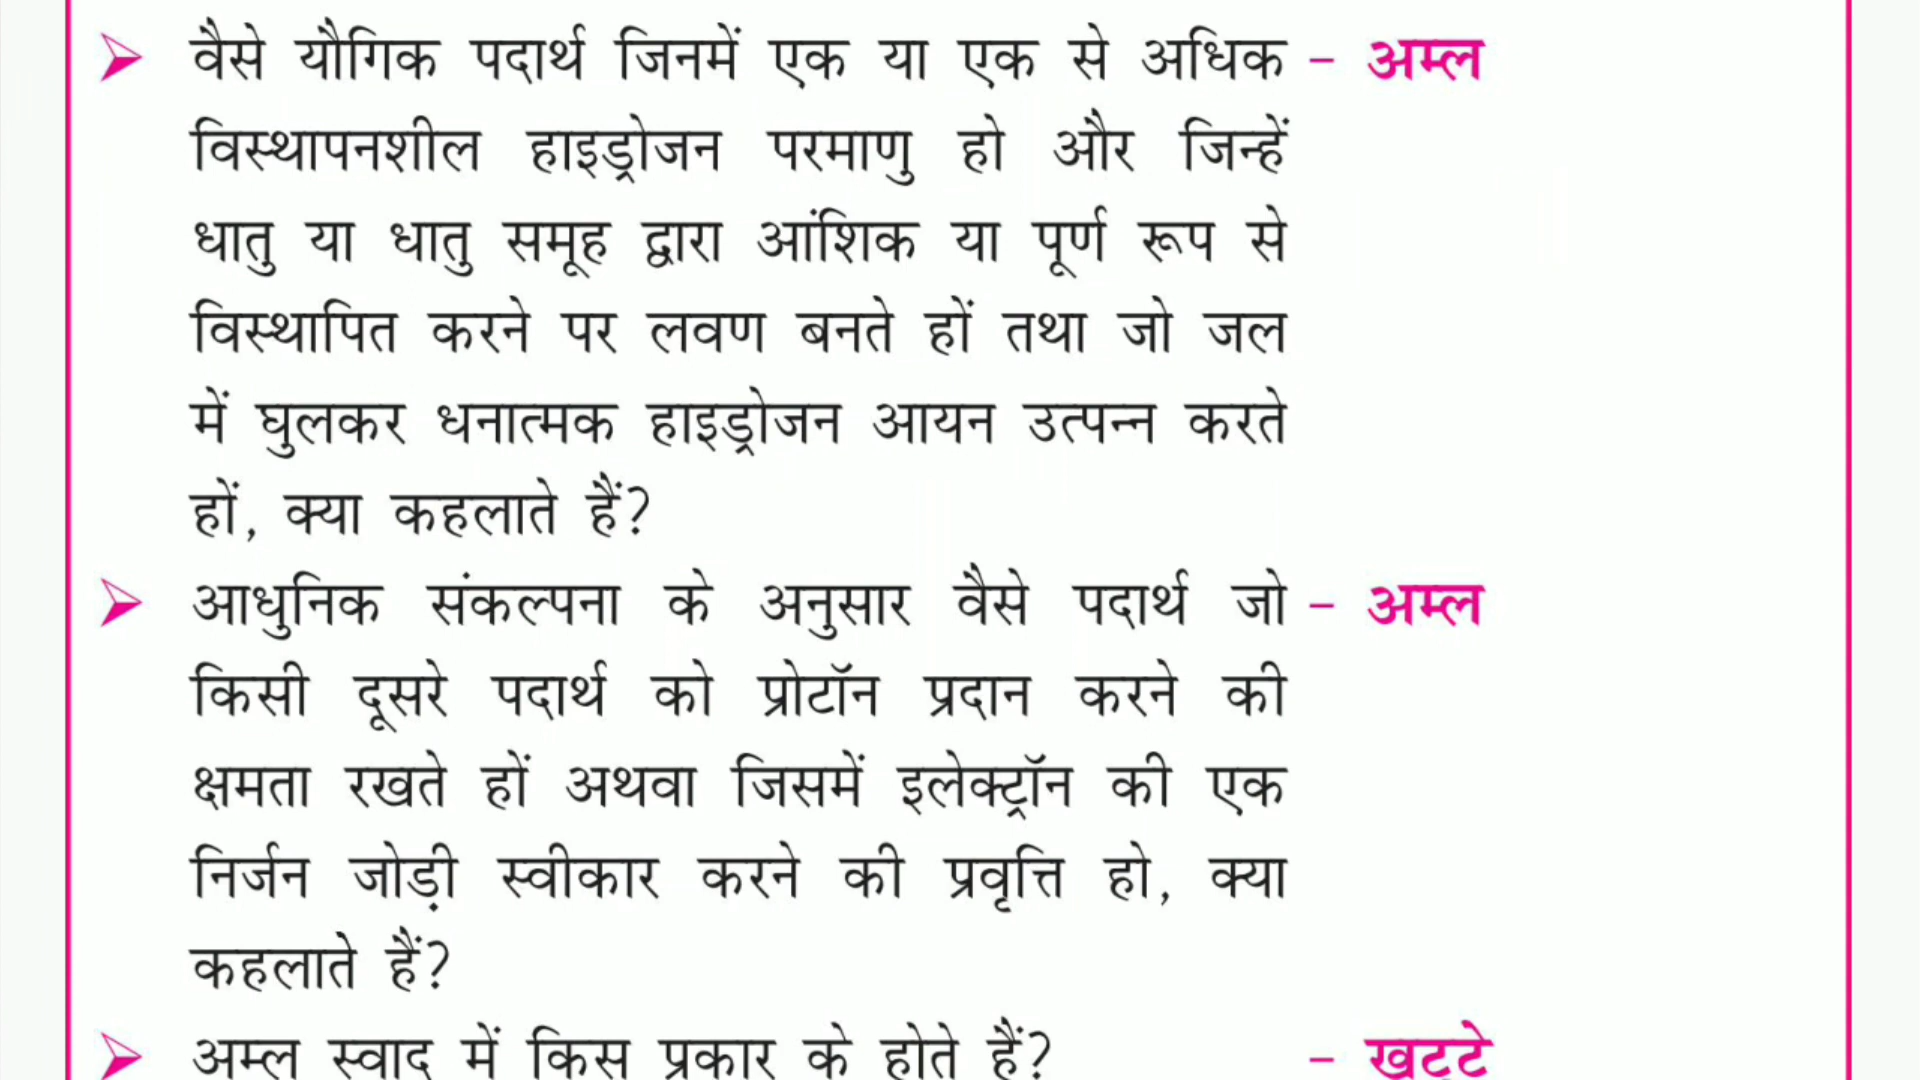 ➢ वैसे यौगिक पदार्थ जिनमें एक या एक से अधिक – अम्ल
विस्थापनशील हाइड्रोजन परमाणु हो और जिन्हें
धातु या धातु समूह द्वारा आंशिक या पूर्ण रूप से
विस्थापित करने पर लवण बनते हों तथा जो जल
में घुलकर धनात्मक हाइड्रोजन आयन उत्पन्न करते
हों, क्या कहलाते हैं?
➢ आधुनिक संकल्पना के अनुसार वैसे पदार्थ जो – अम्ल
किसी दूसरे पदार्थ को प्रोटॉन प्रदान करने की
क्षमता रखते हों अथवा जिसमें इलेक्ट्रॉन की एक
निर्जन जोड़ी स्वीकार करने की प्रवृत्ति हो, क्या
कहलाते हैं?
➢ अम्ल स्वाद में किस प्रकार के होते हैं? – खट्टे